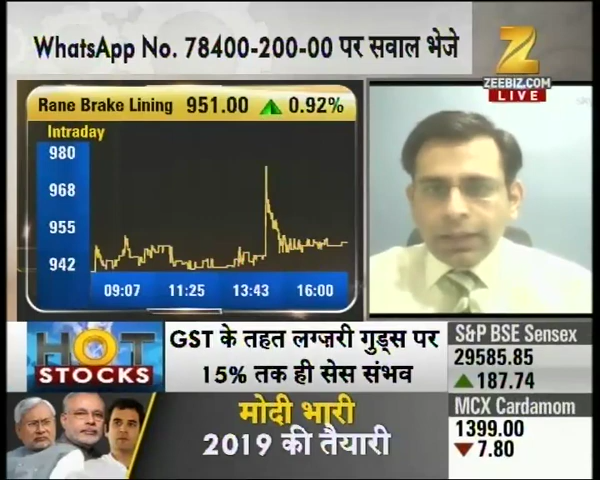 WhatsApp No. 78400-200-00 पर सवाल भेजे
Z
ZEEBIZ.COM
LIVE
Rane Brake Lining 951.00 0.92%
Intraday
980
968
955
942
09:07 11:25 13:43 16:00
HOT
STOCKS
GST के तहत लग्ज़री गुड्स पर
15% तक ही सेस संभव
S&P BSE Sensex
29585.85
187.74
MCX Cardamom
1399.00
7.80
मोदी भारी
2019 की तैयारी